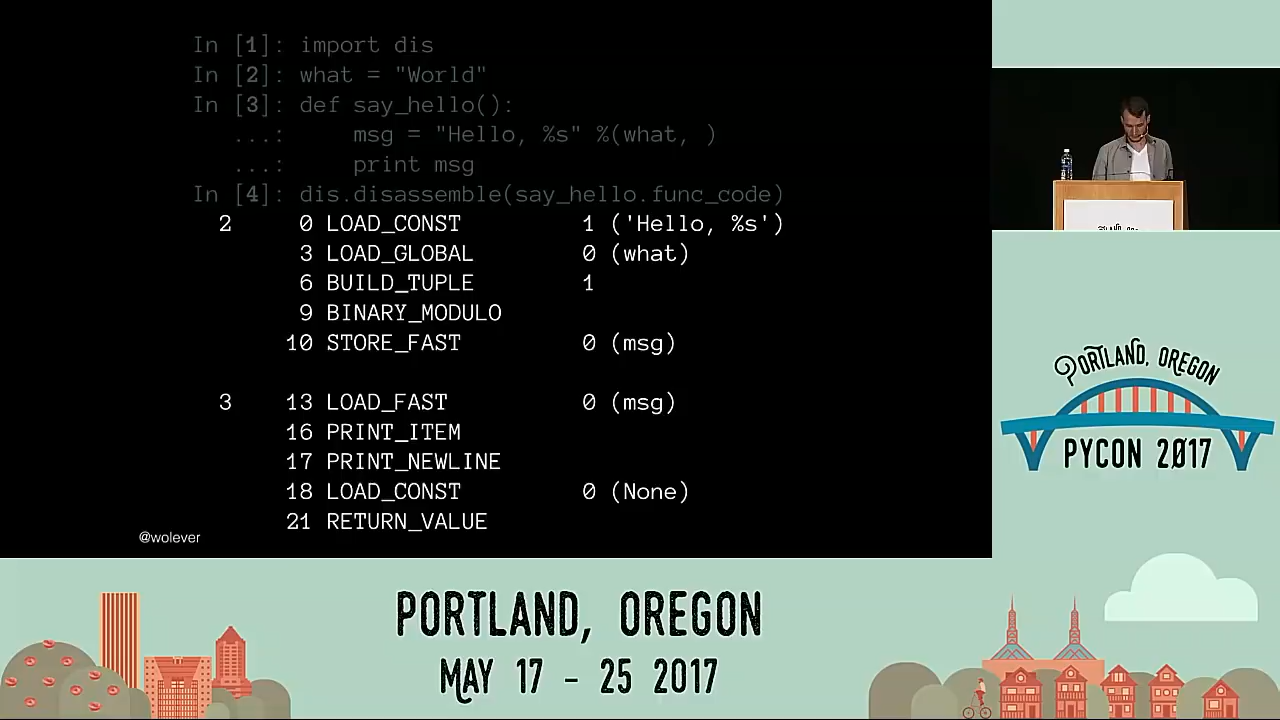 In [1]: import dis
In [2]: what = "World"
In [3]: def say_hello():
...:     msg = "Hello, %s" %(what, )
...:     print msg
In [4]: dis.disassemble(say_hello.func_code)
2     0 LOAD_CONST     1 ('Hello, %s')
3 LOAD_GLOBAL     0 (what)
6 BUILD_TUPLE     1
9 BINARY_MODULO
10 STORE_FAST     0 (msg)
3     13 LOAD_FAST     0 (msg)
16 PRINT_ITEM
17 PRINT_NEWLINE
18 LOAD_CONST     0 (None)
21 RETURN_VALUE
@wolever
PORTLAND, OREGON
PYCON 2017
PORTLAND, OREGON
MAY 17 - 25 2017